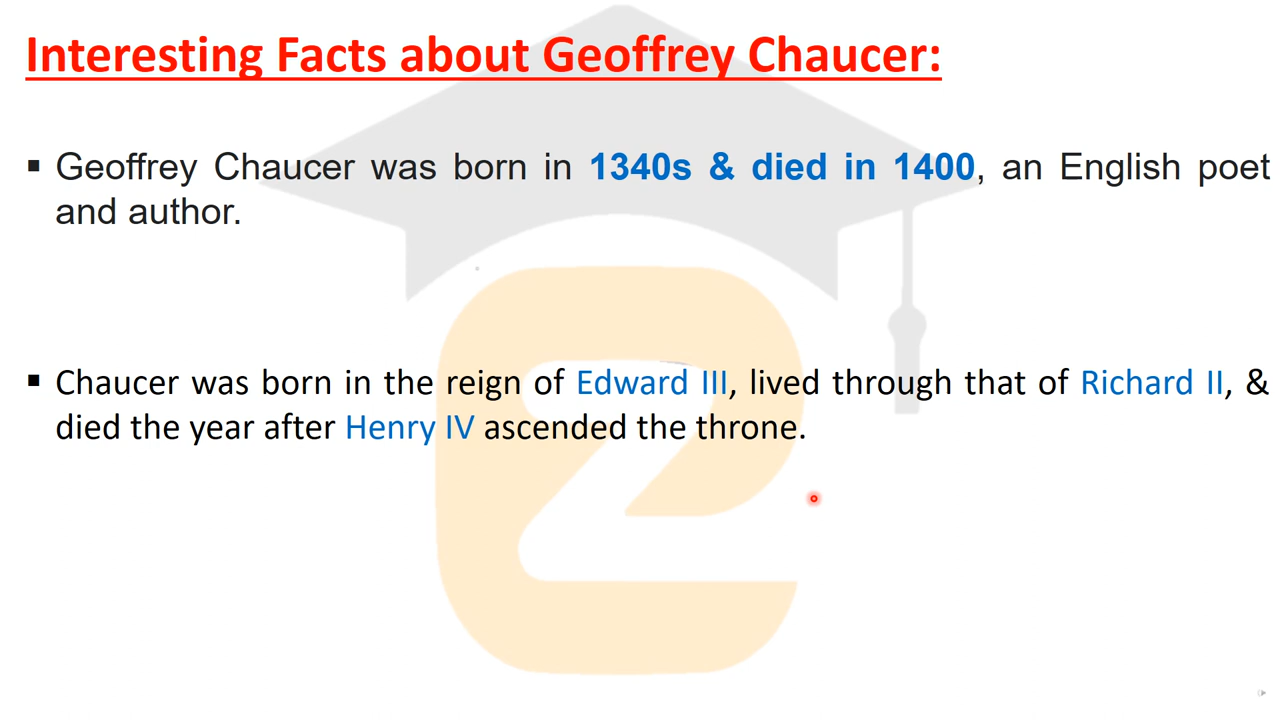 Interesting Facts about Geoffrey Chaucer:
▪ Geoffrey Chaucer was born in 1340s & died in 1400, an English poet
and author.
▪ Chaucer was born in the reign of Edward III, lived through that of Richard II, &
died the year after Henry IV ascended the throne.